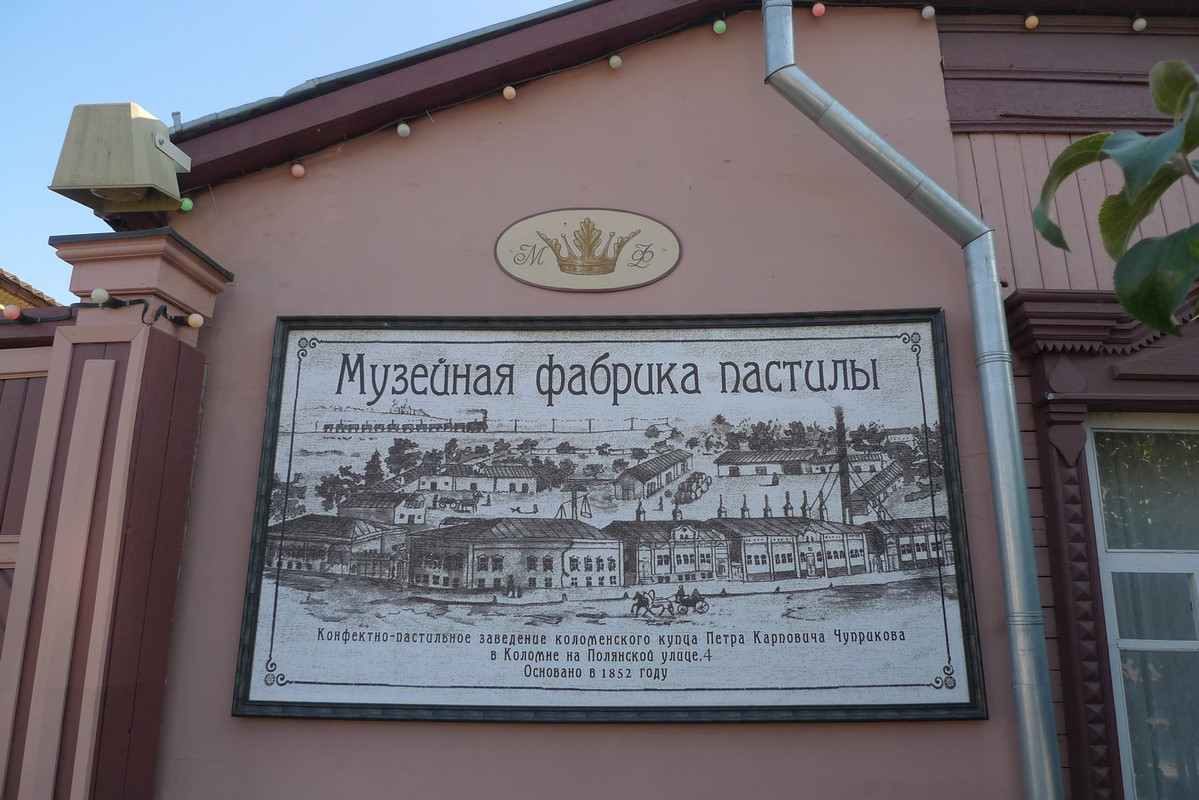 М Ф
Музейная фабрика пастилы
Конфектно-пастильное заведение коломенского купца Петра Карповича Чуприкова
в Коломне на Полянской улице,4
Основано в 1852 году